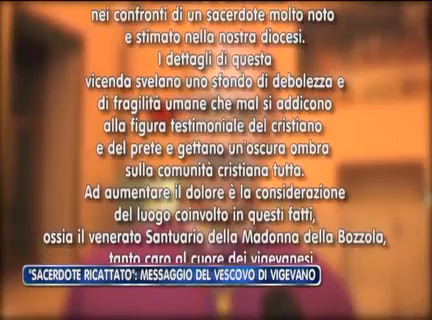 nei confronti di un sacerdote molto noto
e stimato nella nostra diocesi.
I dettagli di questa
vicenda svelano uno sfondo di debolezza e
di fragilità umane che mal si addicono
alla figura testimoniale del cristiano
e del prete e gettano un'oscura ombra
sulla comunità cristiana tutta.
Ad aumentare il dolore è la considerazione
del luogo coinvolto in questi fatti,
ossia il venerato Santuario della Madonna della Bozzola,
tanto caro al cuore dei vigevanesi
"SACERDOTE RICATTATO": MESSAGGIO DEL VESCOVO DI VIGEVANO